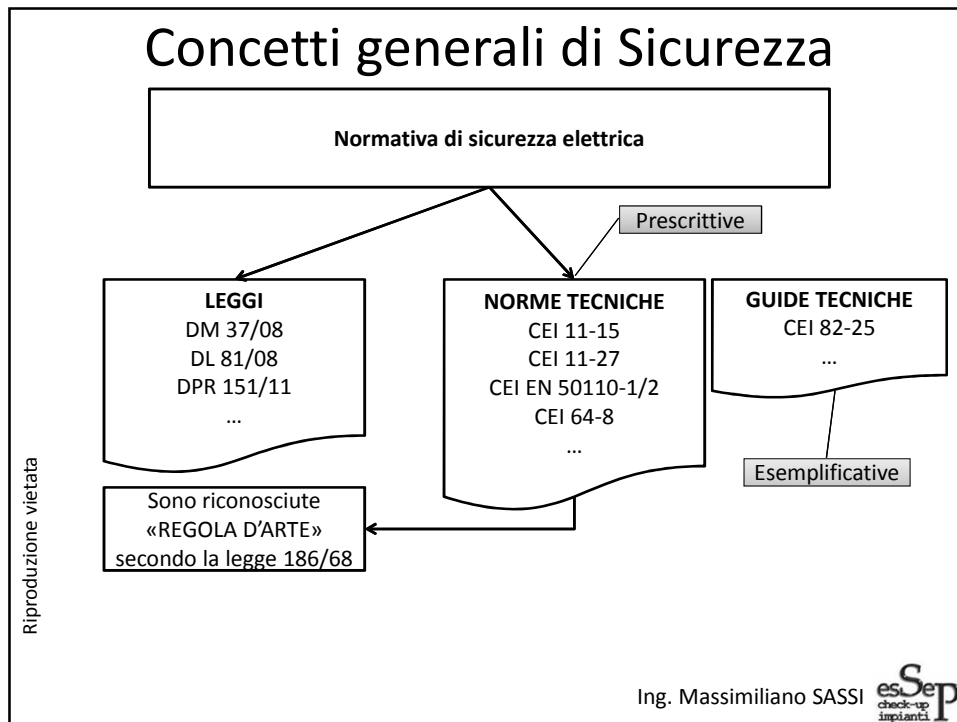 Concetti generali di Sicurezza
Normativa di sicurezza elettrica
Prescrittive
LEGGI
DM 37/08
DL 81/08
DPR 151/11
...
NORME TECNICHE
CEI 11-15
CEI 11-27
CEI EN 50110-1/2
CEI 64-8
...
GUIDE TECNICHE
CEI 82-25
...
Esemplificative
Sono riconosciute
«REGOLA D’ARTE»
secondo la legge 186/68
Riproduzione vietata
Ing. Massimiliano SASSI
esSep
check-up
impianti